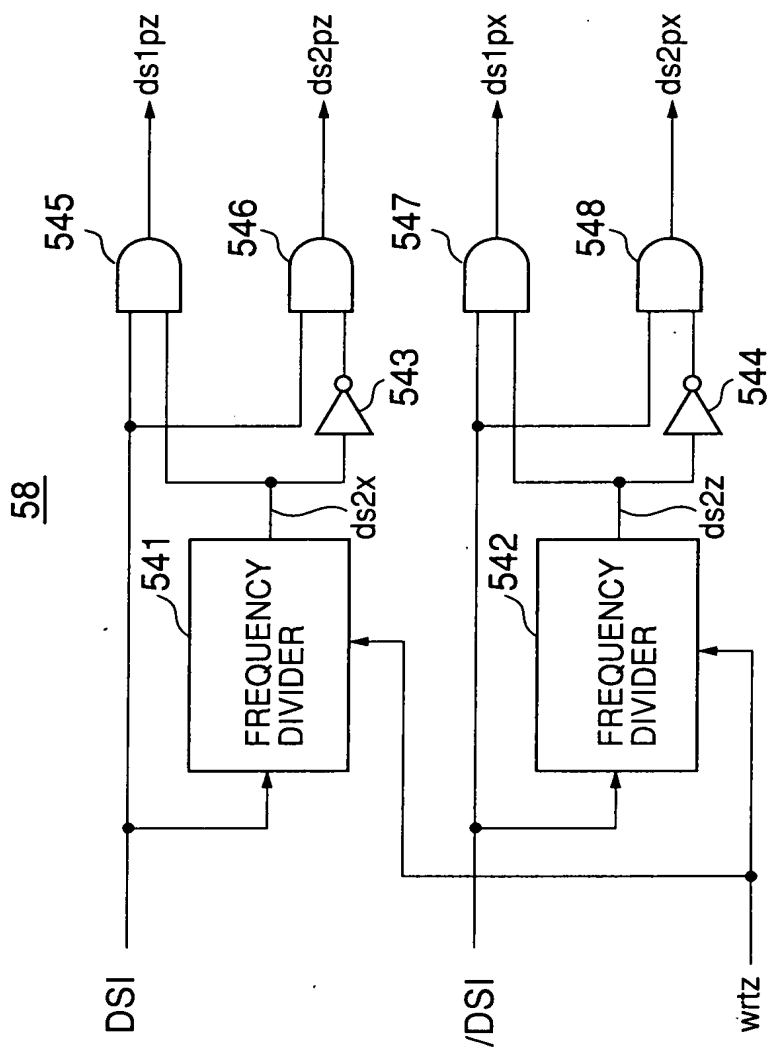 58
DSI
/DSI
wrtz
541
FREQUENCY
DIVIDER
542
FREQUENCY
DIVIDER
ds2x
ds2z
543
544
545
546
547
548
ds1pz
ds2pz
ds1px
ds2px